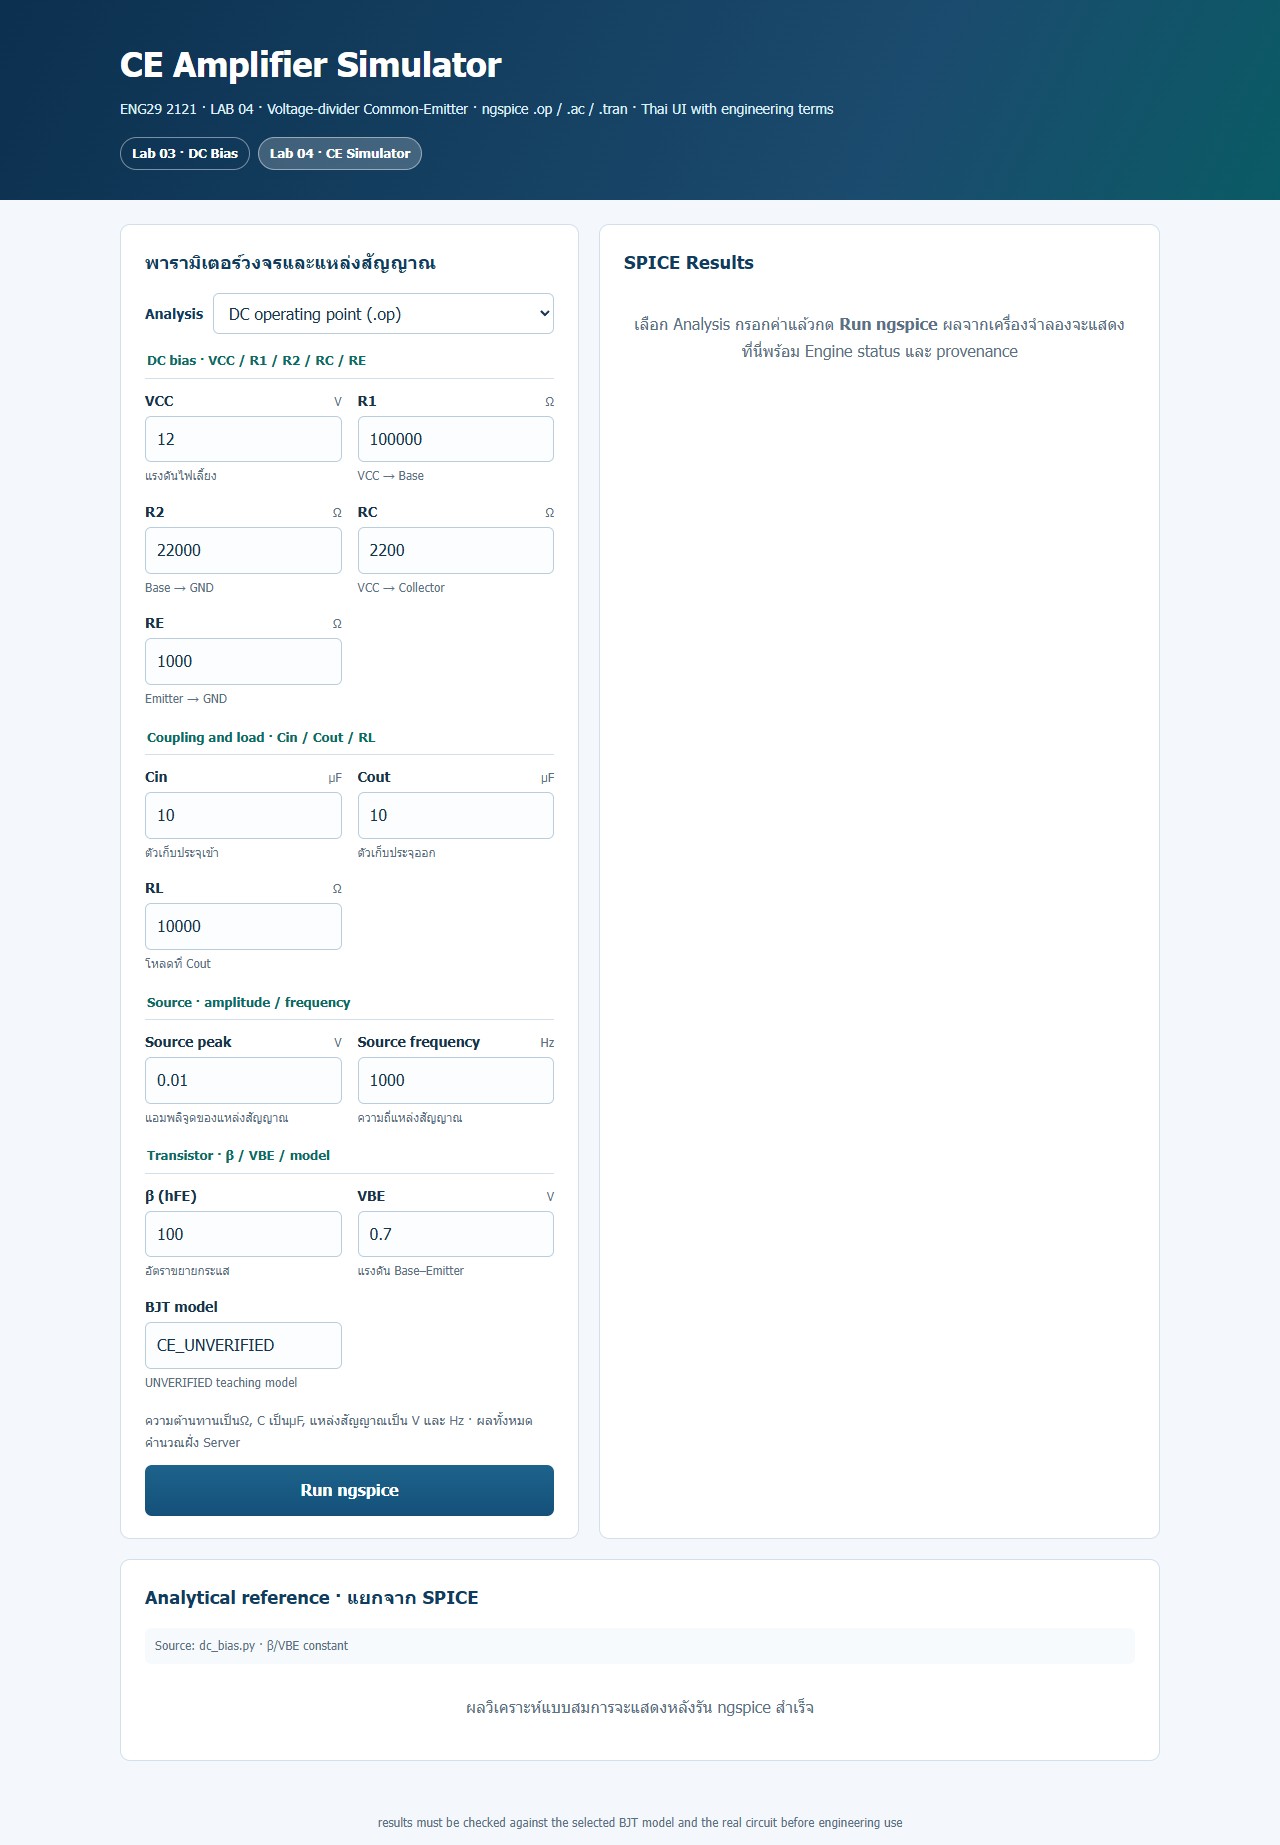 CE Amplifier Simulator
ENG29 2121 · LAB 04 · Voltage-divider Common-Emitter · ngspice .op / .ac / .tran · Thai UI with engineering terms
Lab 03 · DC Bias
Lab 04 · CE Simulator
พารามิเตอร์วงจรและแหล่งสัญญาณ
Analysis
DC operating point (.op)
DC bias · VCC / R1 / R2 / RC / RE
VCC V
R1 Ω
12
100000
แรงดันไฟเลี้ยง
VCC → Base
R2 Ω
RC Ω
22000
2200
Base → GND
VCC → Collector
RE Ω
1000
Emitter → GND
Coupling and load · Cin / Cout / RL
Cin µF
Cout µF
10
10
ตัวเก็บประจุเข้า
ตัวเก็บประจุออก
RL Ω
10000
โหลดที่ Cout
Source · amplitude / frequency
Source peak V
Source frequency Hz
0.01
1000
แอมพลิจูดของแหล่งสัญญาณ
ความถี่แหล่งสัญญาณ
Transistor · β / VBE / model
β (hFE)
VBE V
100
0.7
อัตราขยายกระแส
แรงดัน Base–Emitter
BJT model
CE_UNVERIFIED
UNVERIFIED teaching model
ความต้านทานเป็นΩ, C เป็นµF, แหล่งสัญญาณเป็น V และ Hz · ผลทั้งหมด
คำนวณฝั่ง Server
Run ngspice
SPICE Results
เลือก Analysis กรอกค่าแล้วกด Run ngspice ผลจากเครื่องจำลองจะแสดง
ที่นี่พร้อม Engine status และ provenance
Analytical reference · แยกจาก SPICE
Source: dc_bias.py · β/VBE constant
ผลวิเคราะห์แบบสมการจะแสดงหลังรัน ngspice สำเร็จ
results must be checked against the selected BJT model and the real circuit before engineering use